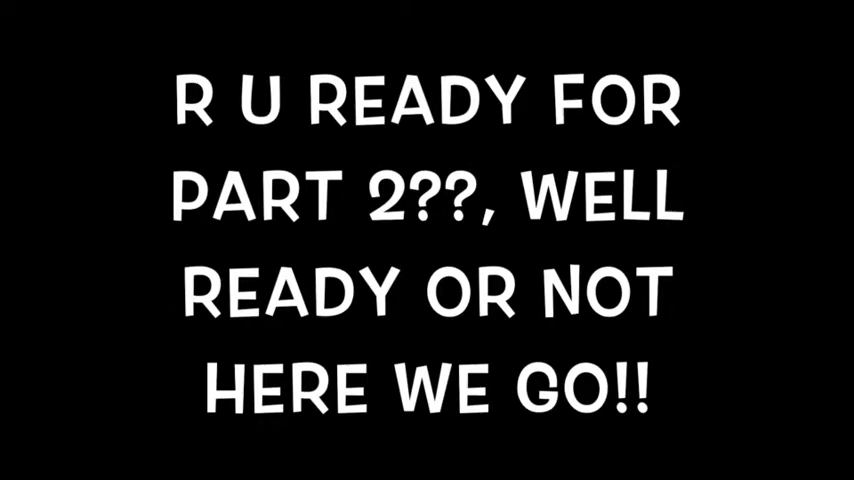 R U READY FOR
PART 2??, WELL
READY OR NOT
HERE WE GO!!